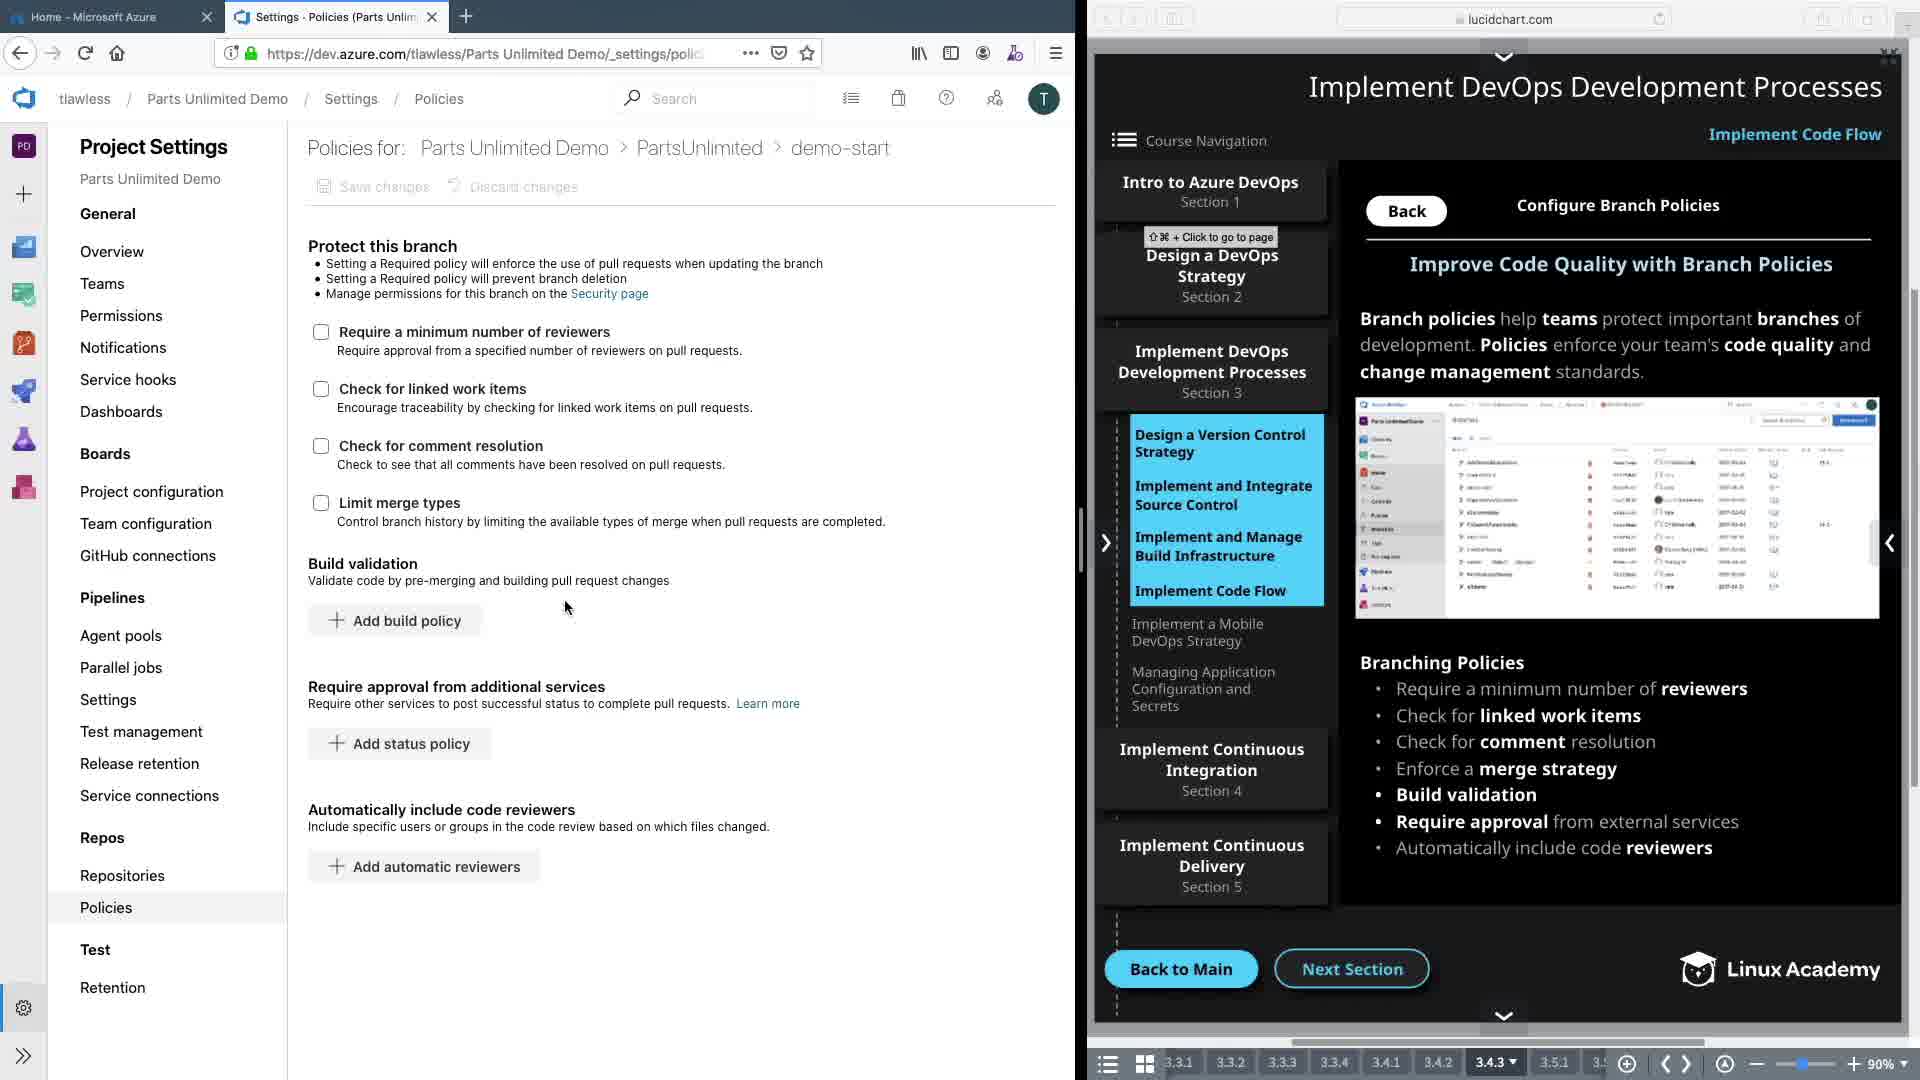 Home - Microsoft Azure
Settings · Policies (Parts Unlim
https://dev.azure.com/tlawless/Parts Unlimited Demo/_settings/polic
tlawless / Parts Unlimited Demo / Settings / Policies
Search
T
PD
Project Settings
Parts Unlimited Demo
General
Overview
Teams
Permissions
Notifications
Service hooks
Dashboards
Boards
Project configuration
Team configuration
GitHub connections
Pipelines
Agent pools
Parallel jobs
Settings
Test management
Release retention
Service connections
Repos
Repositories
Policies
Test
Retention
Policies for: Parts Unlimited Demo > PartsUnlimited > demo-start
Save changes
Discard changes
Protect this branch
• Setting a Required policy will enforce the use of pull requests when updating the branch
• Setting a Required policy will prevent branch deletion
• Manage permissions for this branch on the Security page
Require a minimum number of reviewers
Require approval from a specified number of reviewers on pull requests.
Check for linked work items
Encourage traceability by checking for linked work items on pull requests.
Check for comment resolution
Check to see that all comments have been resolved on pull requests.
Limit merge types
Control branch history by limiting the available types of merge when pull requests are completed.
Build validation
Validate code by pre-merging and building pull request changes
+ Add build policy
Require approval from additional services
Require other services to post successful status to complete pull requests. Learn more
+ Add status policy
Automatically include code reviewers
Include specific users or groups in the code review based on which files changed.
+ Add automatic reviewers
lucidchart.com
Implement DevOps Development Processes
Implement Code Flow
Course Navigation
Intro to Azure DevOps
Section 1
⇧⌘ + Click to go to page
Design a DevOps
Strategy
Section 2
Implement DevOps
Development Processes
Section 3
Design a Version Control
Strategy
Implement and Integrate
Source Control
Implement and Manage
Build Infrastructure
Implement Code Flow
Implement a Mobile
DevOps Strategy
Managing Application
Configuration and
Secrets
Implement Continuous
Integration
Section 4
Implement Continuous
Delivery
Section 5
Back
Configure Branch Policies
Improve Code Quality with Branch Policies
Branch policies help teams protect important branches of
development. Policies enforce your team's code quality and
change management standards.
Branching Policies
• Require a minimum number of reviewers
• Check for linked work items
• Check for comment resolution
• Enforce a merge strategy
• Build validation
• Require approval from external services
• Automatically include code reviewers
Back to Main
Next Section
Linux Academy
3.3.1
3.3.2
3.3.3
3.3.4
3.4.1
3.4.2
3.4.3
3.5.1
90%